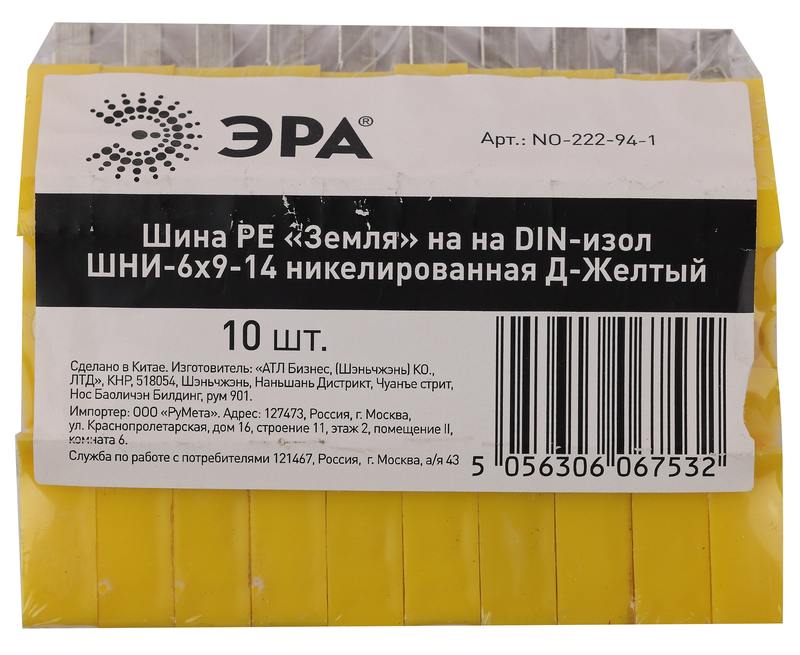 ЭРА®
Арт.: NO-222-94-1
Шина PE «Земля» на на DIN-изол
ШНИ-6х9-14 никелированная Д-Желтый
10 шт.
Сделано в Китае. Изготовитель: «АТЛ Бизнес, (Шэньчжэнь) КО.,
ЛТД», КНР, 518054, Шэньчжэнь, Наньшань Дистрикт, Чуанъе стрит,
Нос Баоличэн Билдинг, рум 901.
Импортер: ООО «РуМета». Адрес: 127473, Россия, г. Москва,
ул. Краснопролетарская, дом 16, строение 11, этаж 2, помещение II,
комната 6.
Служба по работе с потребителями 121467, Россия, г. Москва, а/я 43
5 056306 067532